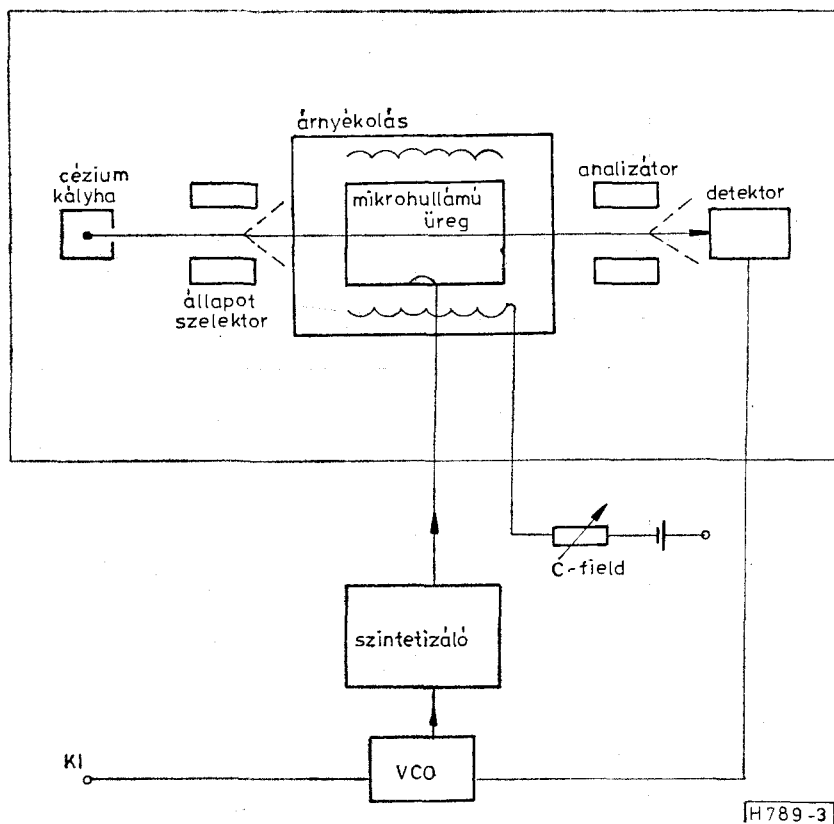 árnyékolás
cézium
kályha
mikrohullámú
üreg
analizátor
detektor
állapot
szelektor
C-field
szintetizáló
KI
VCO
H789-3